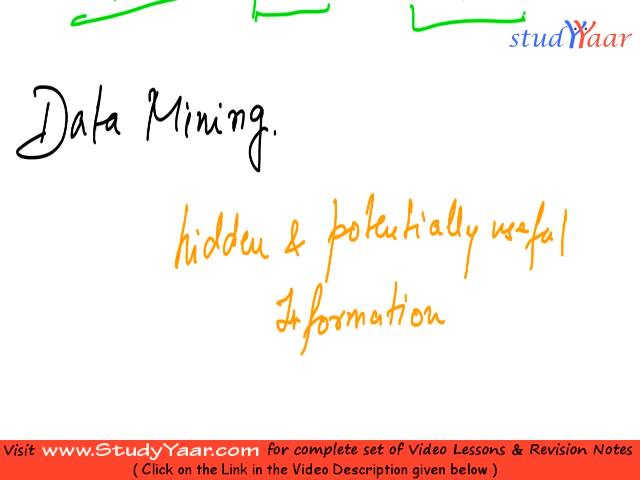 studYYaar
Data Mining.
hidden & potentially useful
Information
Visit www.StudyYaar.com for complete set of Video Lessons & Revision Notes
( Click on the Link in the Video Description given below )